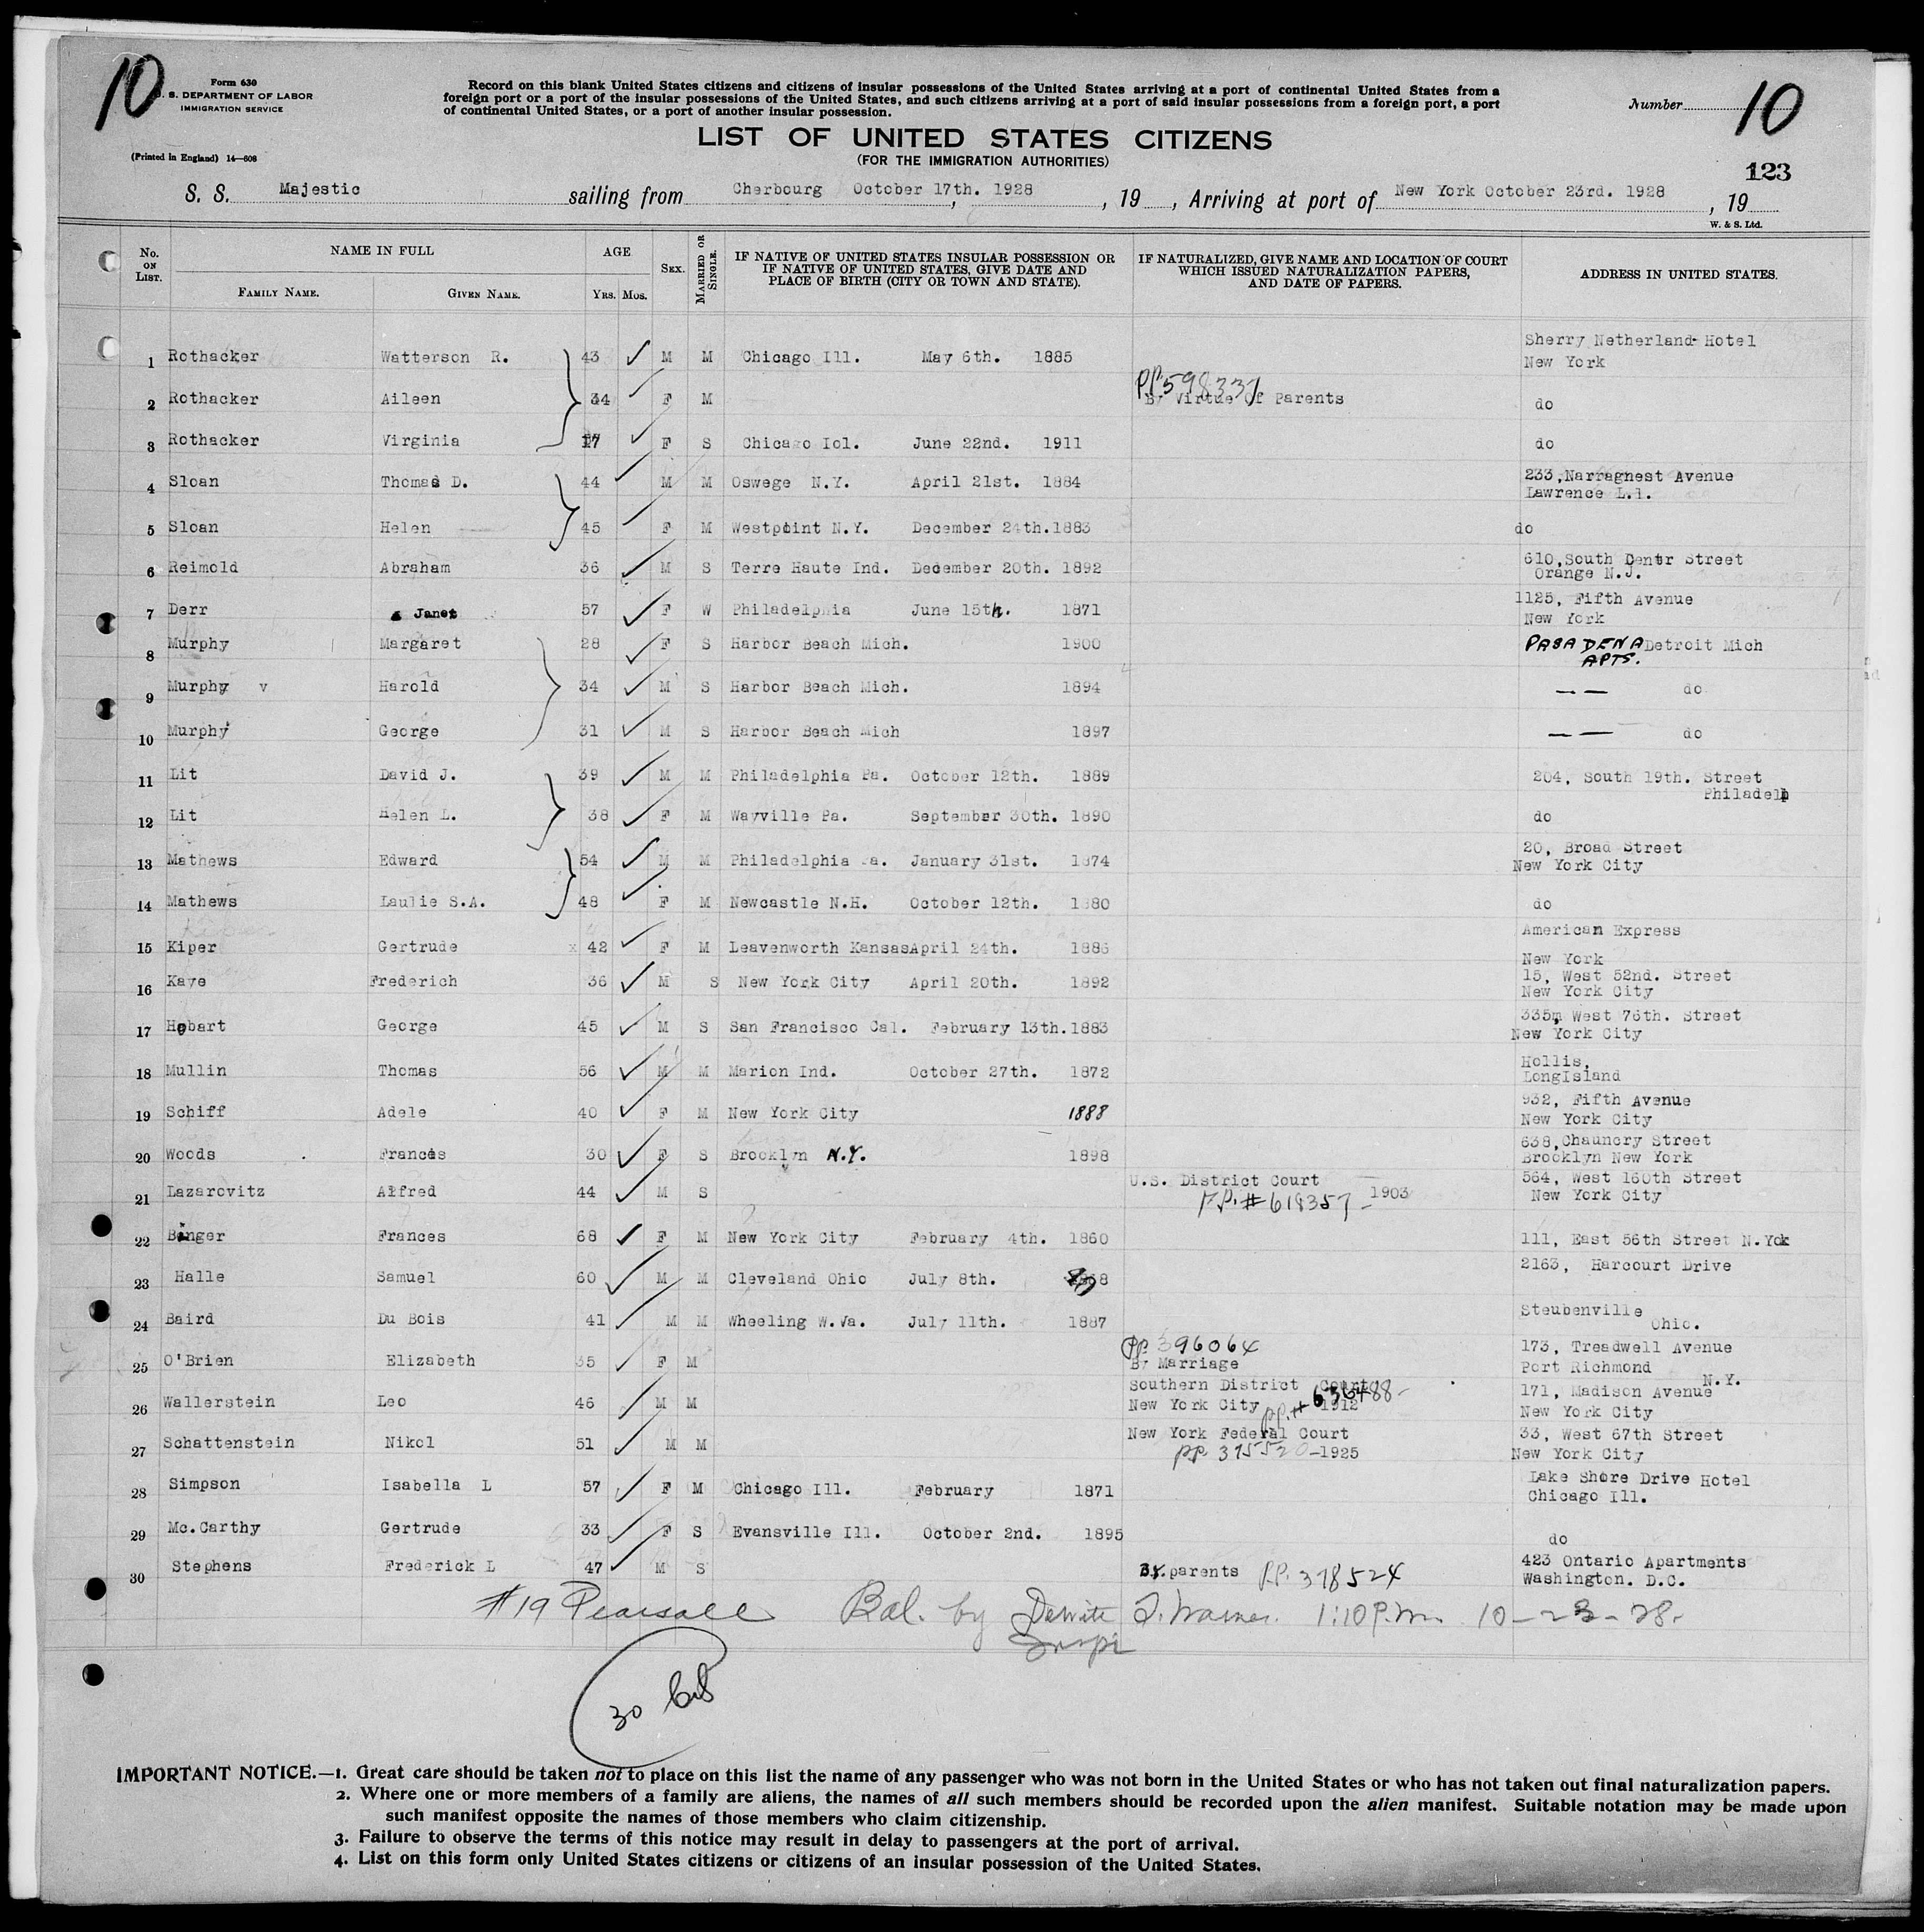 10
Form 630
U. S. DEPARTMENT OF LABOR
IMMIGRATION SERVICE
(Printed in England) 14—608
Record on this blank United States citizens and citizens of insular possessions of the United States arriving at a port of continental United States from a
foreign port or a port of the insular possessions of the United States, and such citizens arriving at a port of said insular possessions from a foreign port, a port
of continental United States, or a port of another insular possession.
Number 10
LIST OF UNITED STATES CITIZENS
(FOR THE IMMIGRATION AUTHORITIES)
123
S. S. Majestic sailing from Cherbourg October 17th. 1928, 19, Arriving at port of New York October 23rd. 1928, 19
W. & S. Ltd.
No. ON LIST. NAME IN FULL FAMILY NAME. GIVEN NAME. AGE YRS. MOS. SEX. MARRIED OR SINGLE. IF NATIVE OF UNITED STATES INSULAR POSSESSION OR IF NATIVE OF UNITED STATES, GIVE DATE AND PLACE OF BIRTH (CITY OR TOWN AND STATE). IF NATURALIZED, GIVE NAME AND LOCATION OF COURT WHICH ISSUED NATURALIZATION PAPERS, AND DATE OF PAPERS. ADDRESS IN UNITED STATES.
1 Rothacker Watterson R. 43 M M Chicago Ill. May 6th. 1885 Sherry Netherland Hotel New York
2 Rothacker Aileen 34 F M PP 598337 By Virtue Of Parents do
3 Rothacker Virginia 17 F S Chicago Iol. June 22nd. 1911 do
4 Sloan Thomas D. 44 M M Oswege N.Y. April 21st. 1884 233,Narragnest Avenue Lawrence L.I.
5 Sloan Helen 45 F M Westpoint N.Y. December 24th.1883 do
6 Reimold Abraham 36 M S Terre Haute Ind. December 20th. 1892 610,South Centr Street Orange N.J.
7 Derr Janet 57 F W Philadelphia June 15th. 1871 1125, Fifth Avenue New York
8 Murphy Margaret 28 F S Harbor Beach Mich. 1900 PASADENA APTS. Detroit Mich
9 Murphy v Harold 34 M S Harbor Beach Mich. 1894 — — do
10 Murphy George 31 M S Harbor Beach Mich 1897 — — do
11 Lit David J. 39 M M Philadelphia Pa. October 12th. 1889 204, South 19th. Street Philadelp
12 Lit Helen L. 38 F M Wayville Pa. September 30th. 1890 do
13 Mathews Edward 54 M M Philadelphia Pa. January 31st. 1874 20, Broad Street New York City
14 Mathews Laulie S.A. 48 F M Newcastle N.H. October 12th. 1880 do
15 Kiper Gertrude x 42 F M Leavenworth KansasApril 24th. 1886 American Express New York
16 Kaye Frederich 36 M S New York City April 20th. 1892 15, West 52nd. Street New York City
17 Hobart George 45 M S San Francisco Cal. February 13th.1883 335, West 76th. Street New York City
18 Mullin Thomas 56 M M Marion Ind. October 27th. 1872 Hollis, LongIsland
19 Schiff Adele 40 F M New York City 1888 932, Fifth Avenue New York City
20 Woods Frances 30 F S Brooklyn N.Y. 1898 638,Chauncry Street Brooklyn New York
21 Lazarovitz Alfred 44 M S U.S. District Court P.P. # 618357 – 1903 564, West 160th Street New York City
22 Binger Frances 68 F M New York City February 4th. 1860 111, East 56th Street N.Yok
23 Halle Samuel 60 M M Cleveland Ohio July 8th. 2163, Harcourt Drive
24 Baird Du Bois 41 M M Wheeling W.Va. July 11th. 1887 Steubenville Ohio.
25 O'Brien Elizabeth 35 F M PP 396064 By Marriage 173, Treadwell Avenue Port Richmond N.Y.
26 Wallerstein Leo 46 M M Southern District Court New York City 1912 PP. # 636488– 171, Madison Avenue New York City
27 Schattenstein Nikol 51 M M New York Federal Court PP 375520 –1925 33, West 67th Street New York City
28 Simpson Isabella L 57 F M Chicago Ill. February 1871 Lake Shore Drive Hotel Chicago Ill.
29 Mc.Carthy Gertrude 33 F S Evansville Ill. October 2nd. 1895 do
30 Stephens Frederick L 47 M S By.parents P.P. 378524 423 Ontario Apartments Washington. D.C.
#19 Pearsall Bal. by Dewitt 1:10 P.M. 10-23-28.
Inspr
30
IMPORTANT NOTICE.—1. Great care should be taken not to place on this list the name of any passenger who was not born in the United States or who has not taken out final naturalization papers.
2. Where one or more members of a family are aliens, the names of all such members should be recorded upon the alien manifest. Suitable notation may be made upon
such manifest opposite the names of those members who claim citizenship.
3. Failure to observe the terms of this notice may result in delay to passengers at the port of arrival.
4. List on this form only United States citizens or citizens of an insular possession of the United States.